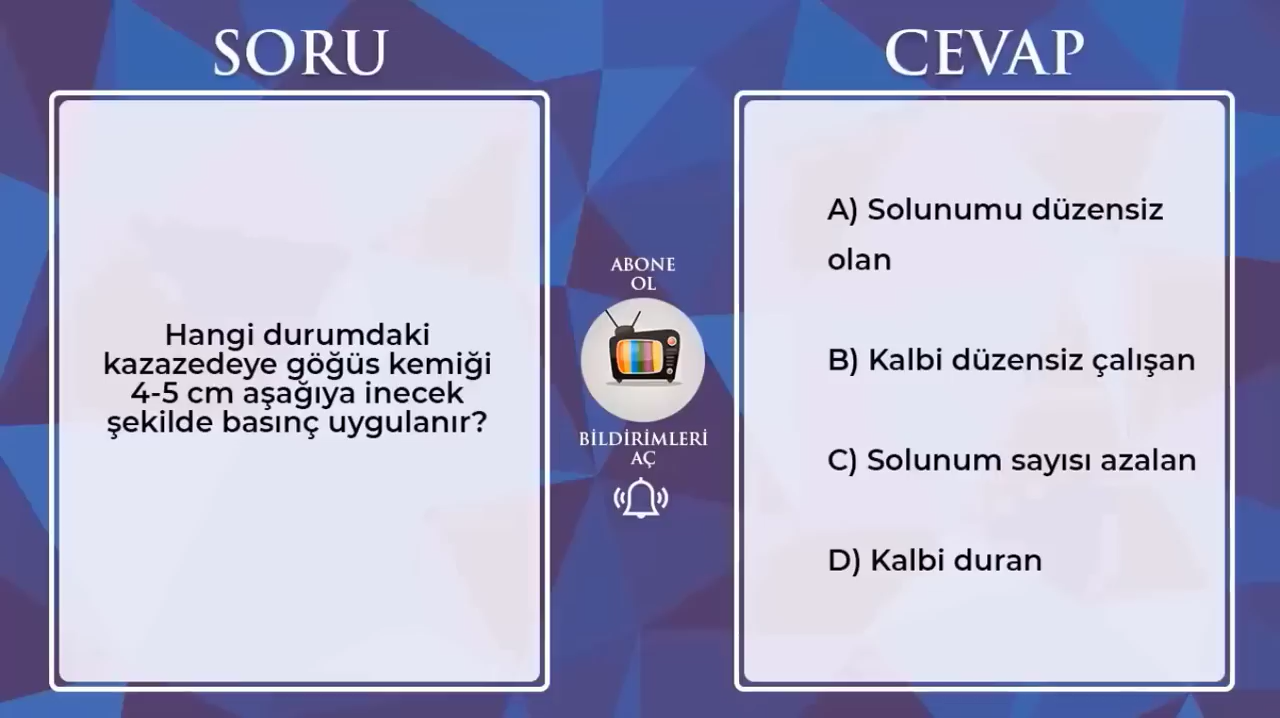 SORU
Hangi durumdaki
kazazedeye göğüs kemiği
4-5 cm aşağıya inecek
şekilde basınç uygulanır?
ABONE
OL
BİLDİRİMLERİ
AÇ
CEVAP
A) Solunumu düzensiz
olan
B) Kalbi düzensiz çalışan
C) Solunum sayısı azalan
D) Kalbi duran